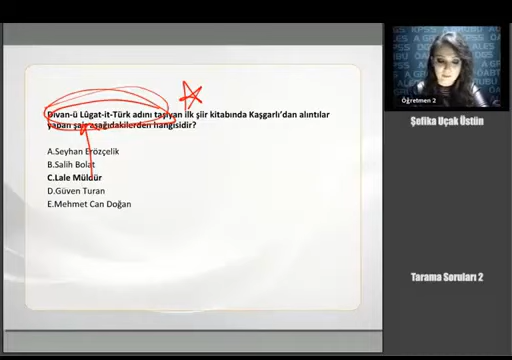 Divan-ü Lûgat-it-Türk adını taşıyan ilk şiir kitabında Kaşgarlı'dan alıntılar
yapan şair aşağıdakilerden hangisidir?
A.Seyhan Erözçelik
B.Salih Bolat
C.Lale Müldür
D.Güven Turan
E.Mehmet Can Doğan
Öğretmen 2
Şefika Uçak Üstün
Tarama Soruları 2